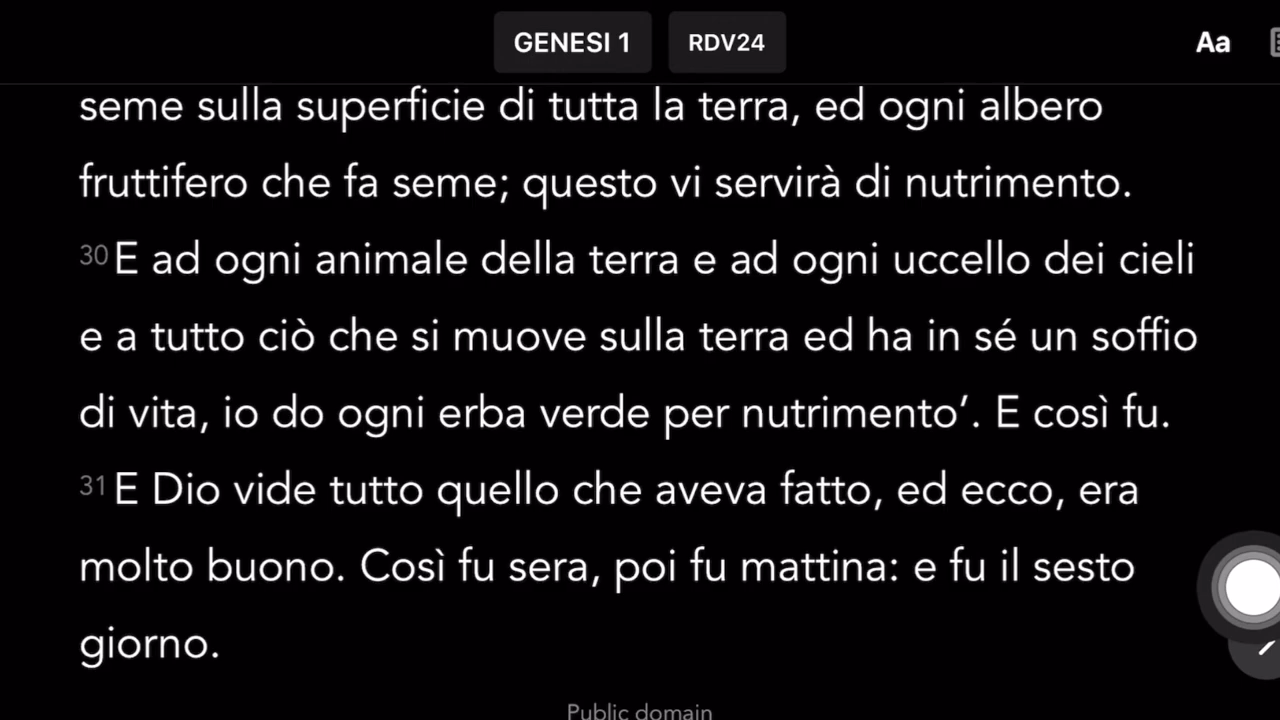 GENESI 1 RDV24 Aa
seme sulla superficie di tutta la terra, ed ogni albero
fruttifero che fa seme; questo vi servirà di nutrimento.
30 E ad ogni animale della terra e ad ogni uccello dei cieli
e a tutto ciò che si muove sulla terra ed ha in sé un soffio
di vita, io do ogni erba verde per nutrimento’. E così fu.
31 E Dio vide tutto quello che aveva fatto, ed ecco, era
molto buono. Così fu sera, poi fu mattina: e fu il sesto
giorno.
Public domain